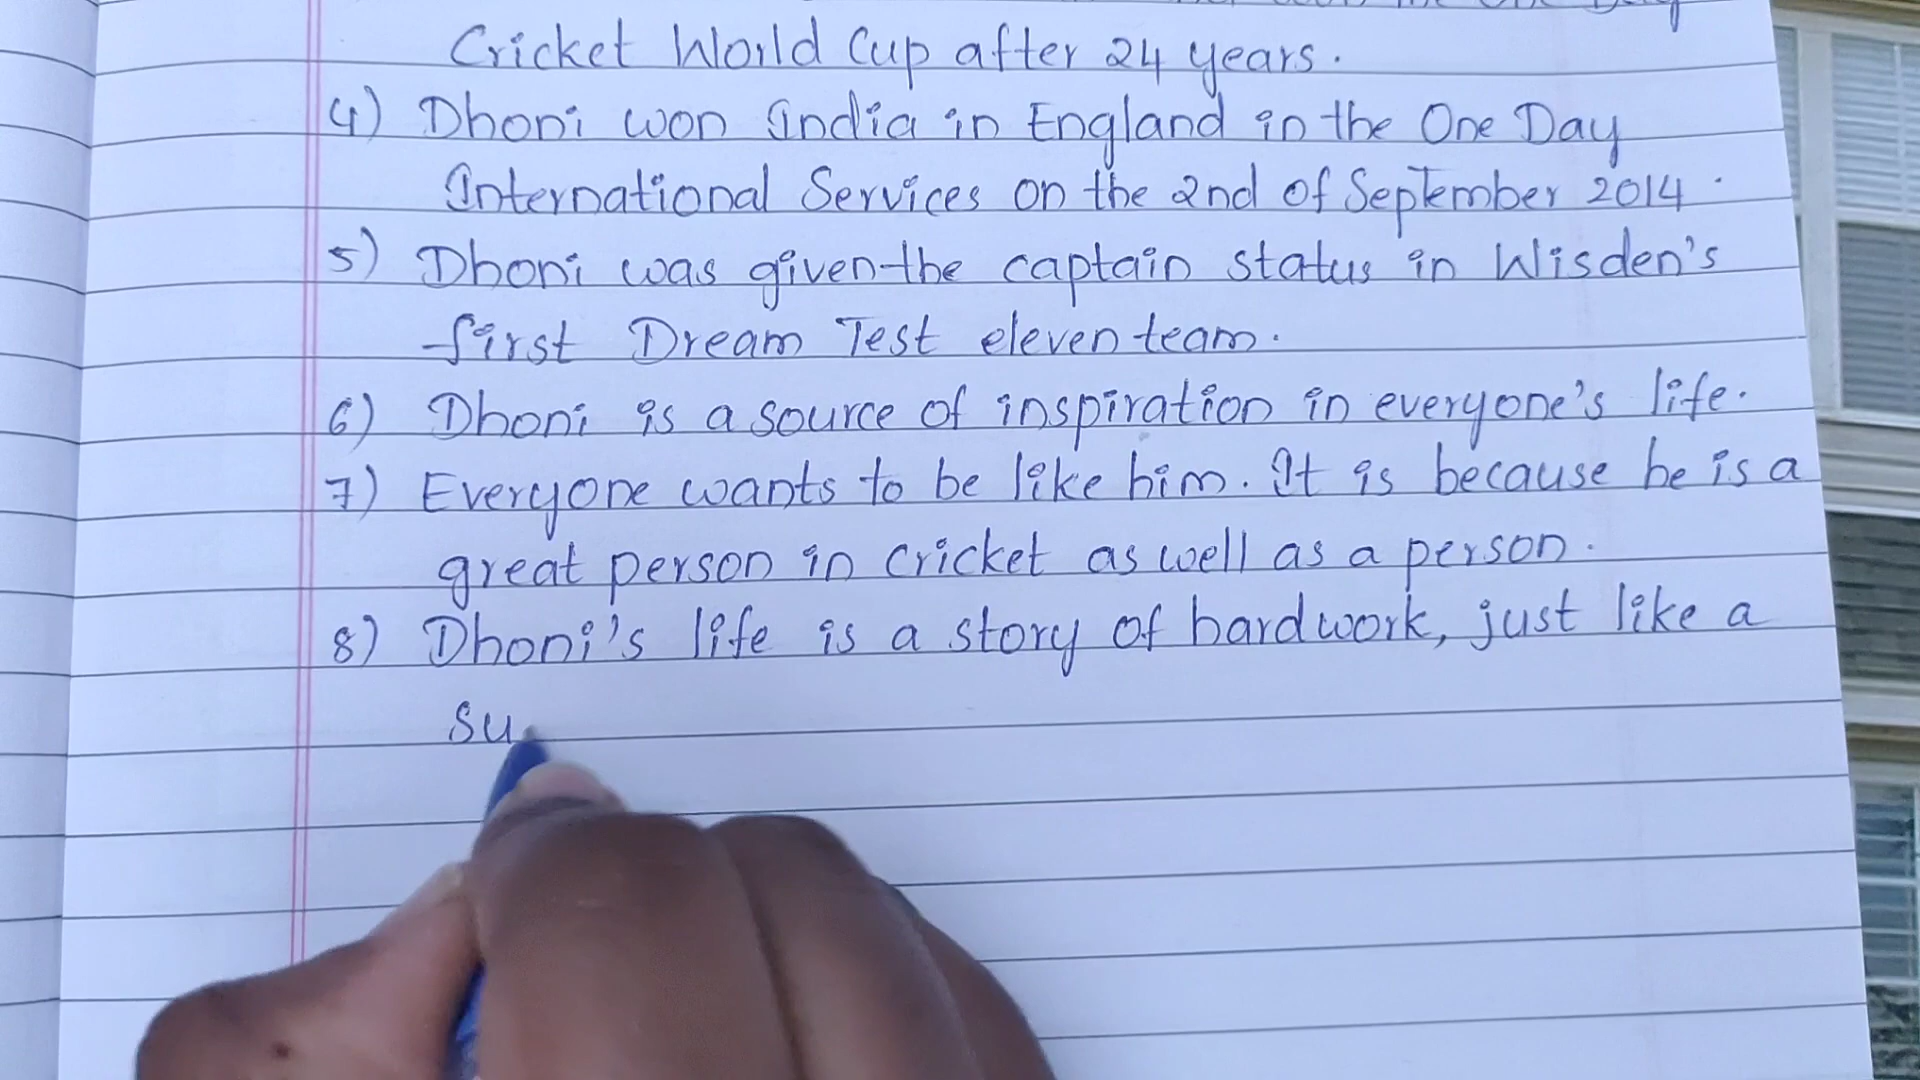 Cricket World Cup after 24 years.
4) Dhoni won India in England in the One Day
International Services on the 2nd of September 2014.
5) Dhoni was given the captain status in Wisden's
first Dream Test eleven team.
6) Dhoni is a source of inspiration in everyone's life.
7) Everyone wants to be like him. It is because he is a
great person in cricket as well as a person.
8) Dhoni's life is a story of hard work, just like a
su